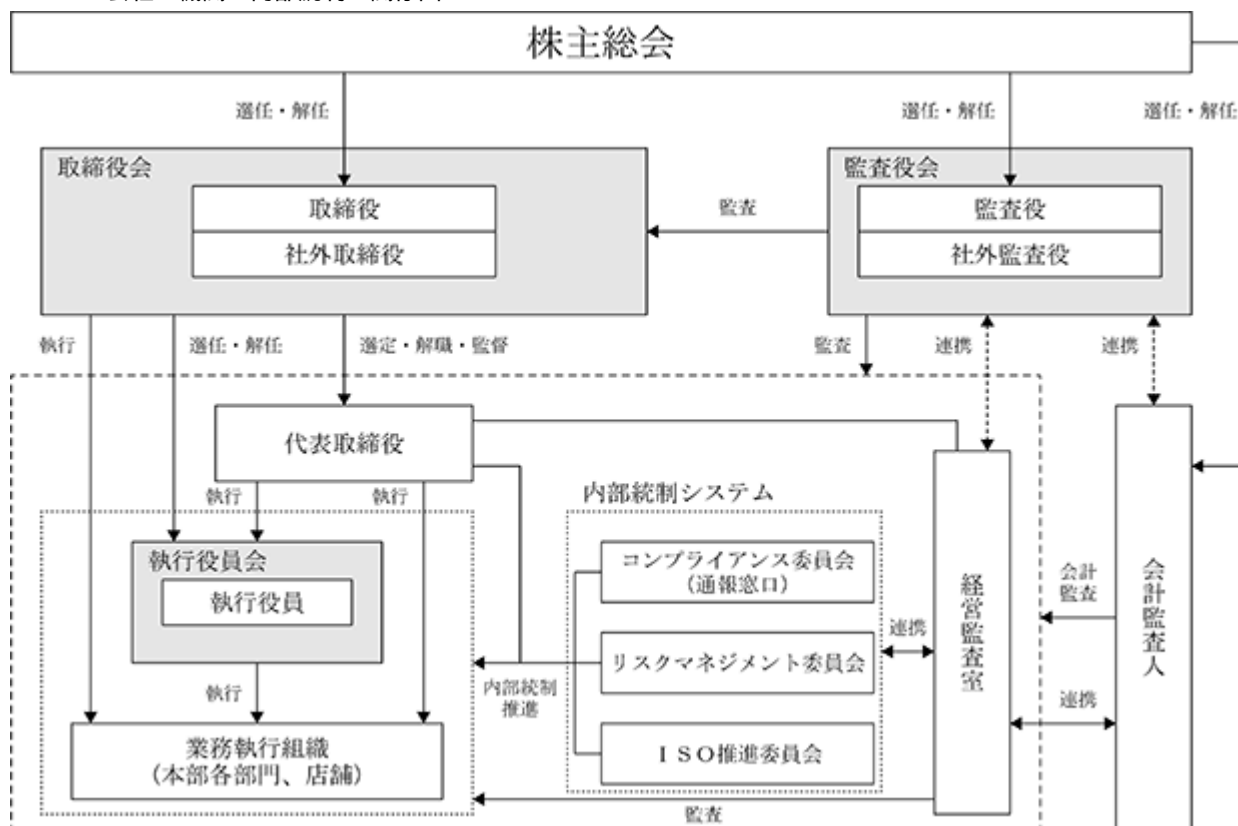 株主総会
選任・解任
選任・解任
選任・解任
取締役会
取締役
社外取締役
監査
監査役会
監査役
社外監査役
執行
選任・解任
選定・解職・監督
監査
連携
連携
代表取締役
執行
執行
内部統制システム
執行役員会
執行役員
コンプライアンス委員会
(通報窓口)
経営監査室
会計
監査
会計監査人
連携
リスクマネジメント委員会
内部統制
推進
執行
連携
業務執行組織
(本部各部門、店舗)
ISO推進委員会
監査